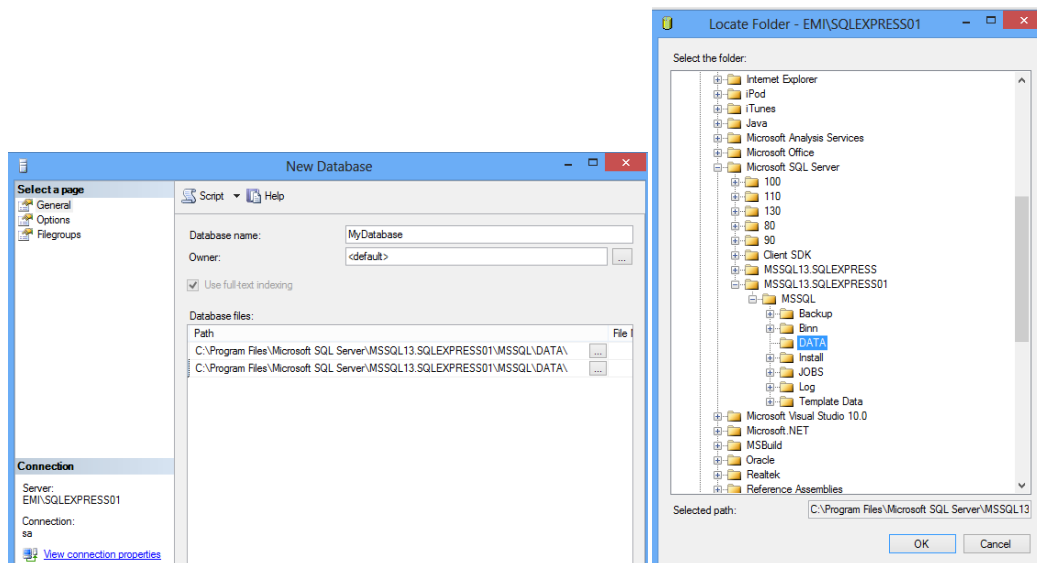 New Database
Select a page
General
Options
Filegroups
Script
Help
Database name:
MyDatabase
Owner:
<default>
...
Use full-text indexing
Database files:
Path
File
C:\Program Files\Microsoft SQL Server\MSSQL13.SQLEXPRESS01\MSSQL\DATA\
...
C:\Program Files\Microsoft SQL Server\MSSQL13.SQLEXPRESS01\MSSQL\DATA\
...
Connection
Server:
EMI\SQLEXPRESS01
Connection:
sa
View connection properties
Locate Folder - EMI\SQLEXPRESS01
Select the folder:
Internet Explorer
iPod
iTunes
Java
Microsoft Analysis Services
Microsoft Office
Microsoft SQL Server
100
110
130
80
90
Client SDK
MSSQL13.SQLEXPRESS
MSSQL13.SQLEXPRESS01
MSSQL
Backup
Binn
DATA
Install
JOBS
Log
Template Data
Microsoft Visual Studio 10.0
Microsoft.NET
MSBuild
Oracle
Realtek
Reference Assemblies
Selected path:
C:\Program Files\Microsoft SQL Server\MSSQL13
OK
Cancel